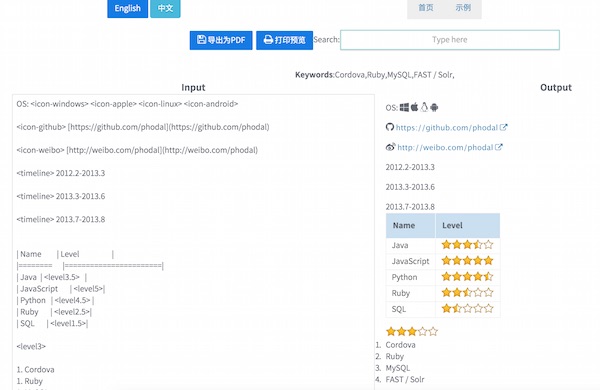 English 中文 首页 示例
导出为PDF 打印预览 Search: Type here
Keywords:Cordova,Ruby,MySQL,FAST / Solr,
Input
OS: <icon-windows> <icon-apple> <icon-linux> <icon-android>
<icon-github> [https://github.com/phodal](https://github.com/phodal)
<icon-weibo> [http://weibo.com/phodal](http://weibo.com/phodal)
<timeline> 2012.2-2013.3
<timeline> 2013.3-2013.6
<timeline> 2013.7-2013.8
| Name | Level |
|======== |=======================|
| Java | <level3.5> |
| JavaScript | <level5>|
| Python | <level4.5> |
| Ruby | <level2.5>|
| SQL | <level1.5>|
<level3>
1. Cordova
1. Ruby
Output
OS:
https://github.com/phodal
http://weibo.com/phodal
2012.2-2013.3
2013.3-2013.6
2013.7-2013.8
Name Level
Java
JavaScript
Python
Ruby
SQL
1. Cordova
2. Ruby
3. MySQL
4. FAST / Solr